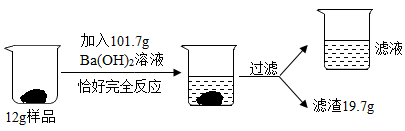 加入101.7g
Ba(OH)₂溶液
恰好完全反应
12g样品
过滤
滤液
滤渣19.7g